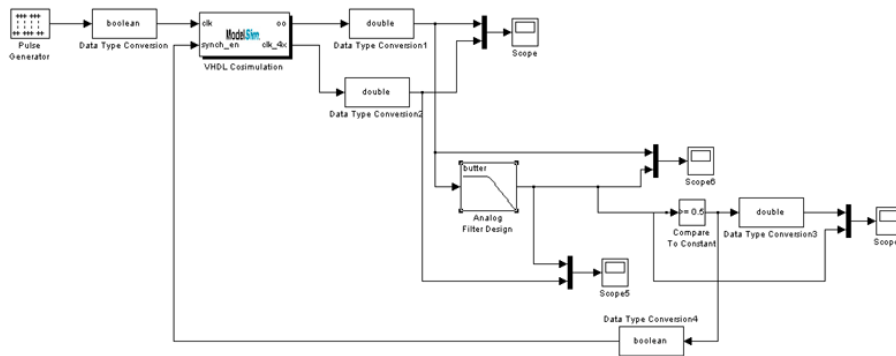 Pulse
Generator
boolean
Data Type Conversion
clk
synch_en
ModelSim
oo
clk_4x
VHDL Cosimulation
double
Data Type Conversion1
Scope
double
Data Type Conversion2
butter
Analog
Filter Design
Scope6
>= 0.5
Compare
To Constant
double
Data Type Conversion3
Scope
Scope5
Data Type Conversion4
boolean